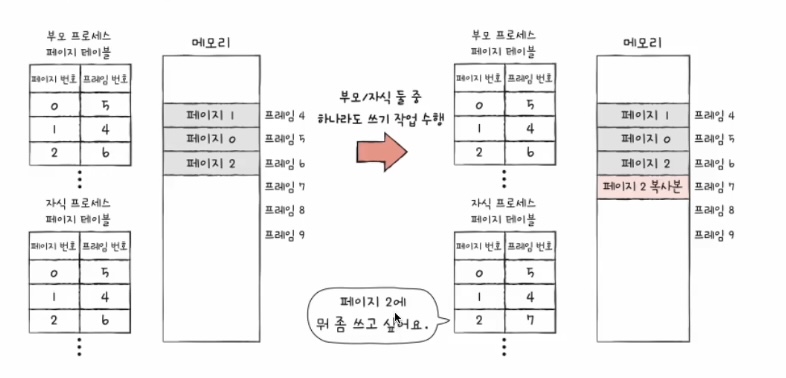 부모 프로세스
페이지 테이블
페이지 번호 프레임 번호
0 5
1 4
2 6
자식 프로세스
페이지 테이블
페이지 번호 프레임 번호
0 5
1 4
2 6
메모리
페이지 1 프레임 4
페이지 0 프레임 5
페이지 2 프레임 6
프레임 7
프레임 8
프레임 9
부모/자식 둘 중
하나라도 쓰기 작업 수행
부모 프로세스
페이지 테이블
페이지 번호 프레임 번호
0 5
1 4
2 6
자식 프로세스
페이지 테이블
페이지 번호 프레임 번호
0 5
1 4
2 7
페이지 2에
뭐 좀 쓰고 싶어요.
메모리
페이지 1 프레임 4
페이지 0 프레임 5
페이지 2 프레임 6
페이지 2 복사본 프레임 7
프레임 8
프레임 9